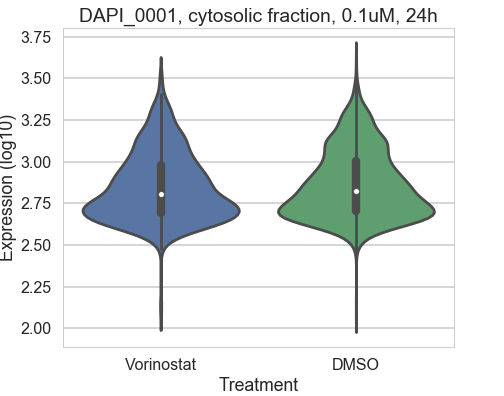 DAPI_0001, cytosolic fraction, 0.1uM, 24h
Expression (log10)
3.75
3.50
3.25
3.00
2.75
2.50
2.25
2.00
Vorinostat DMSO
Treatment